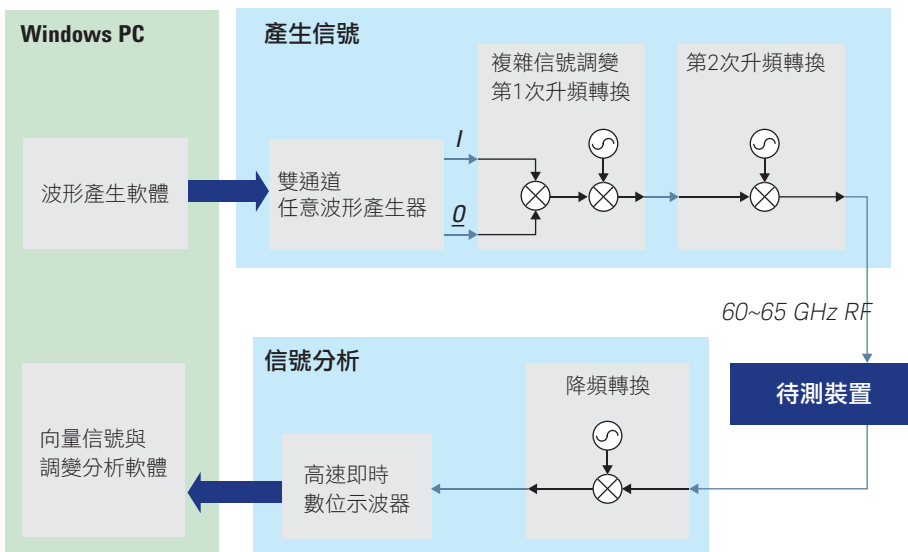 Windows PC
產生信號
複雜信號調變
第1次升頻轉換
第2次升頻轉換
波形產生軟體
雙通道
任意波形產生器
I
Q
60~65 GHz RF
信號分析
降頻轉換
待測裝置
向量信號與
調變分析軟體
高速即時
數位示波器